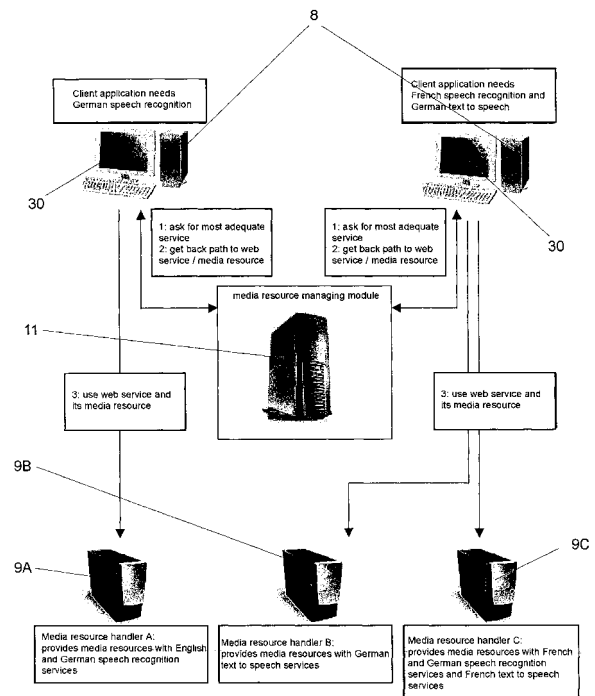 8
Client application needs
German speech recognition
Client application needs
French speech recognition and
German text to speech
30
30
1: ask for most adequate
service
2: get back path to web
service / media resource
1: ask for most adequate
service
2: get back path to web
service / media resource
media resource managing module
11
3: use web service and
its media resource
3: use web service and
its media resource
9B
9A
9C
Media resource handler A:
provides media resources with English
and German speech recognition
services
Media resource handler B:
provides media resources with German
text to speech services
Media resource handler C:
provides media resources with French
and German speech recognition
services and French text to speech
services